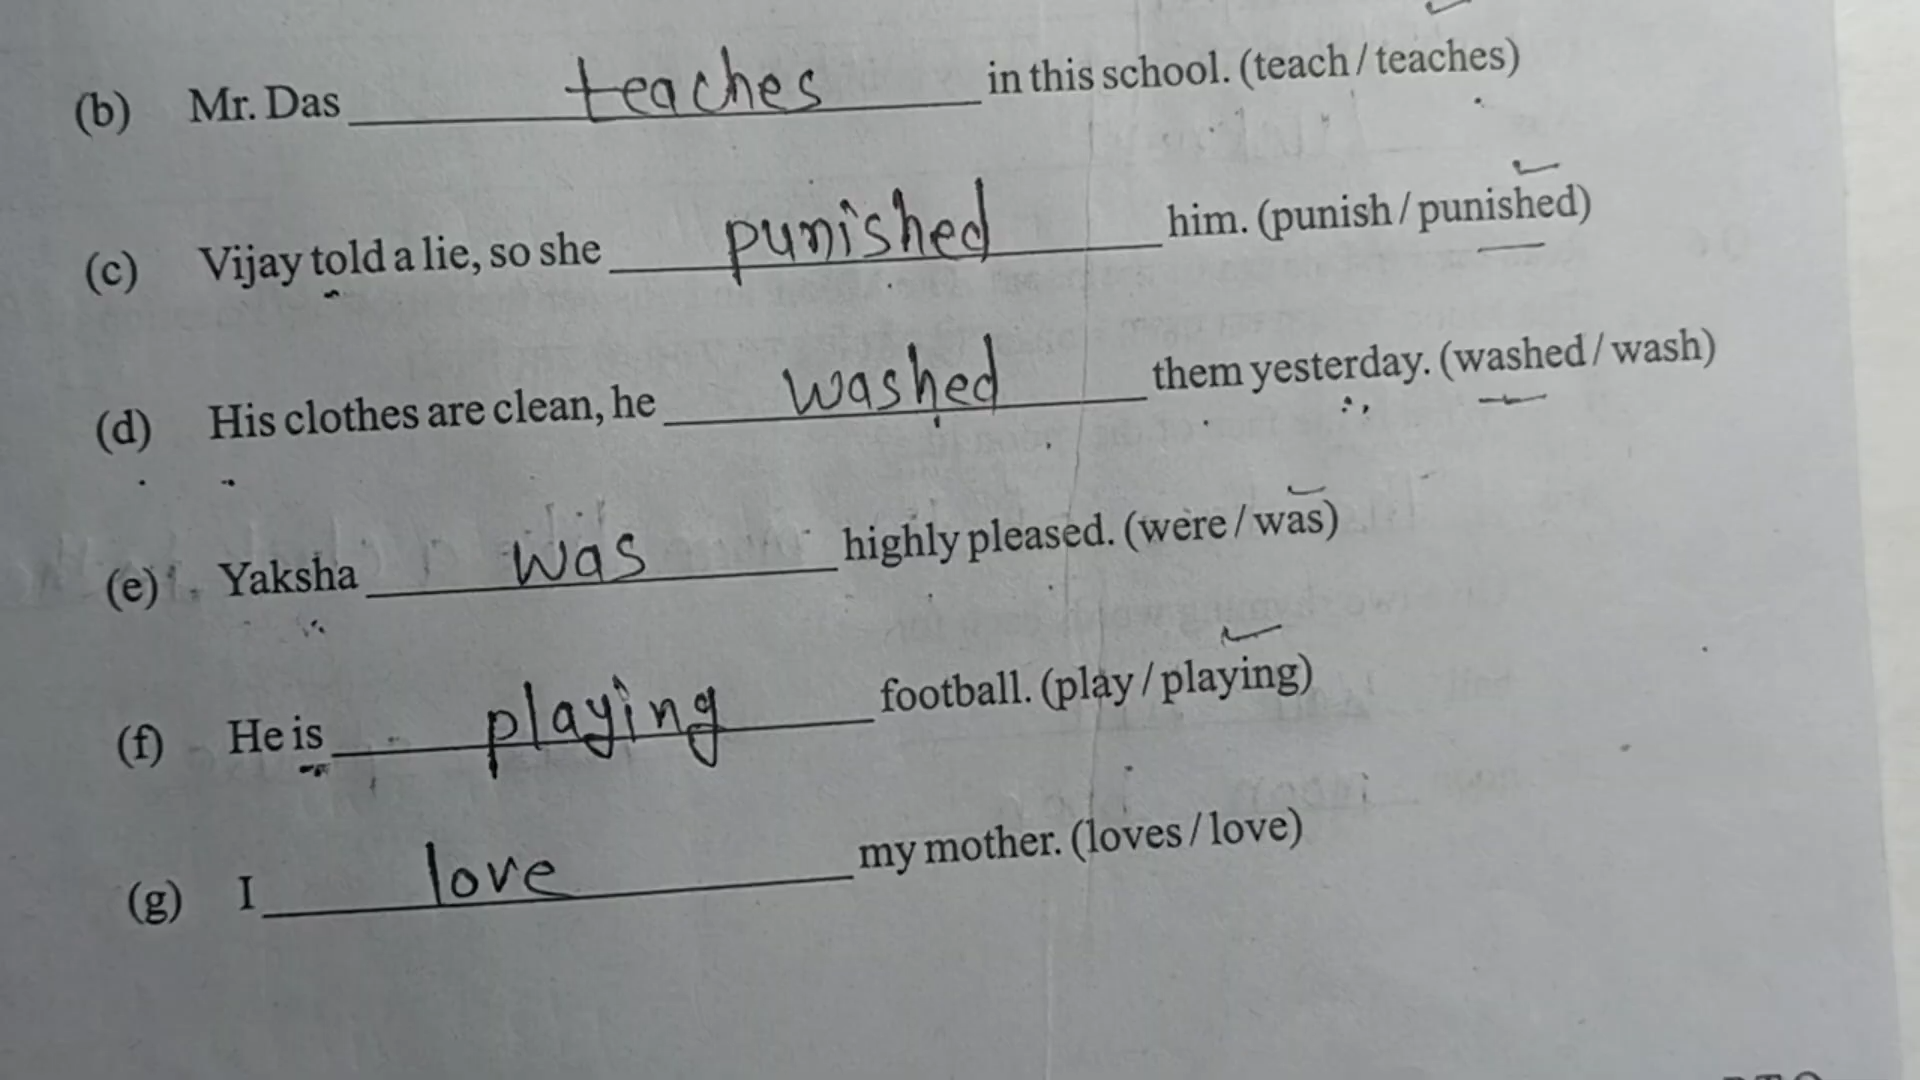 (b) Mr. Das teaches in this school. (teach / teaches)
(c) Vijay told a lie, so she punished him. (punish / punished)
(d) His clothes are clean, he washed them yesterday. (washed / wash)
(e) Yaksha was highly pleased. (were / was)
(f) He is playing football. (play / playing)
(g) I love my mother. (loves / love)